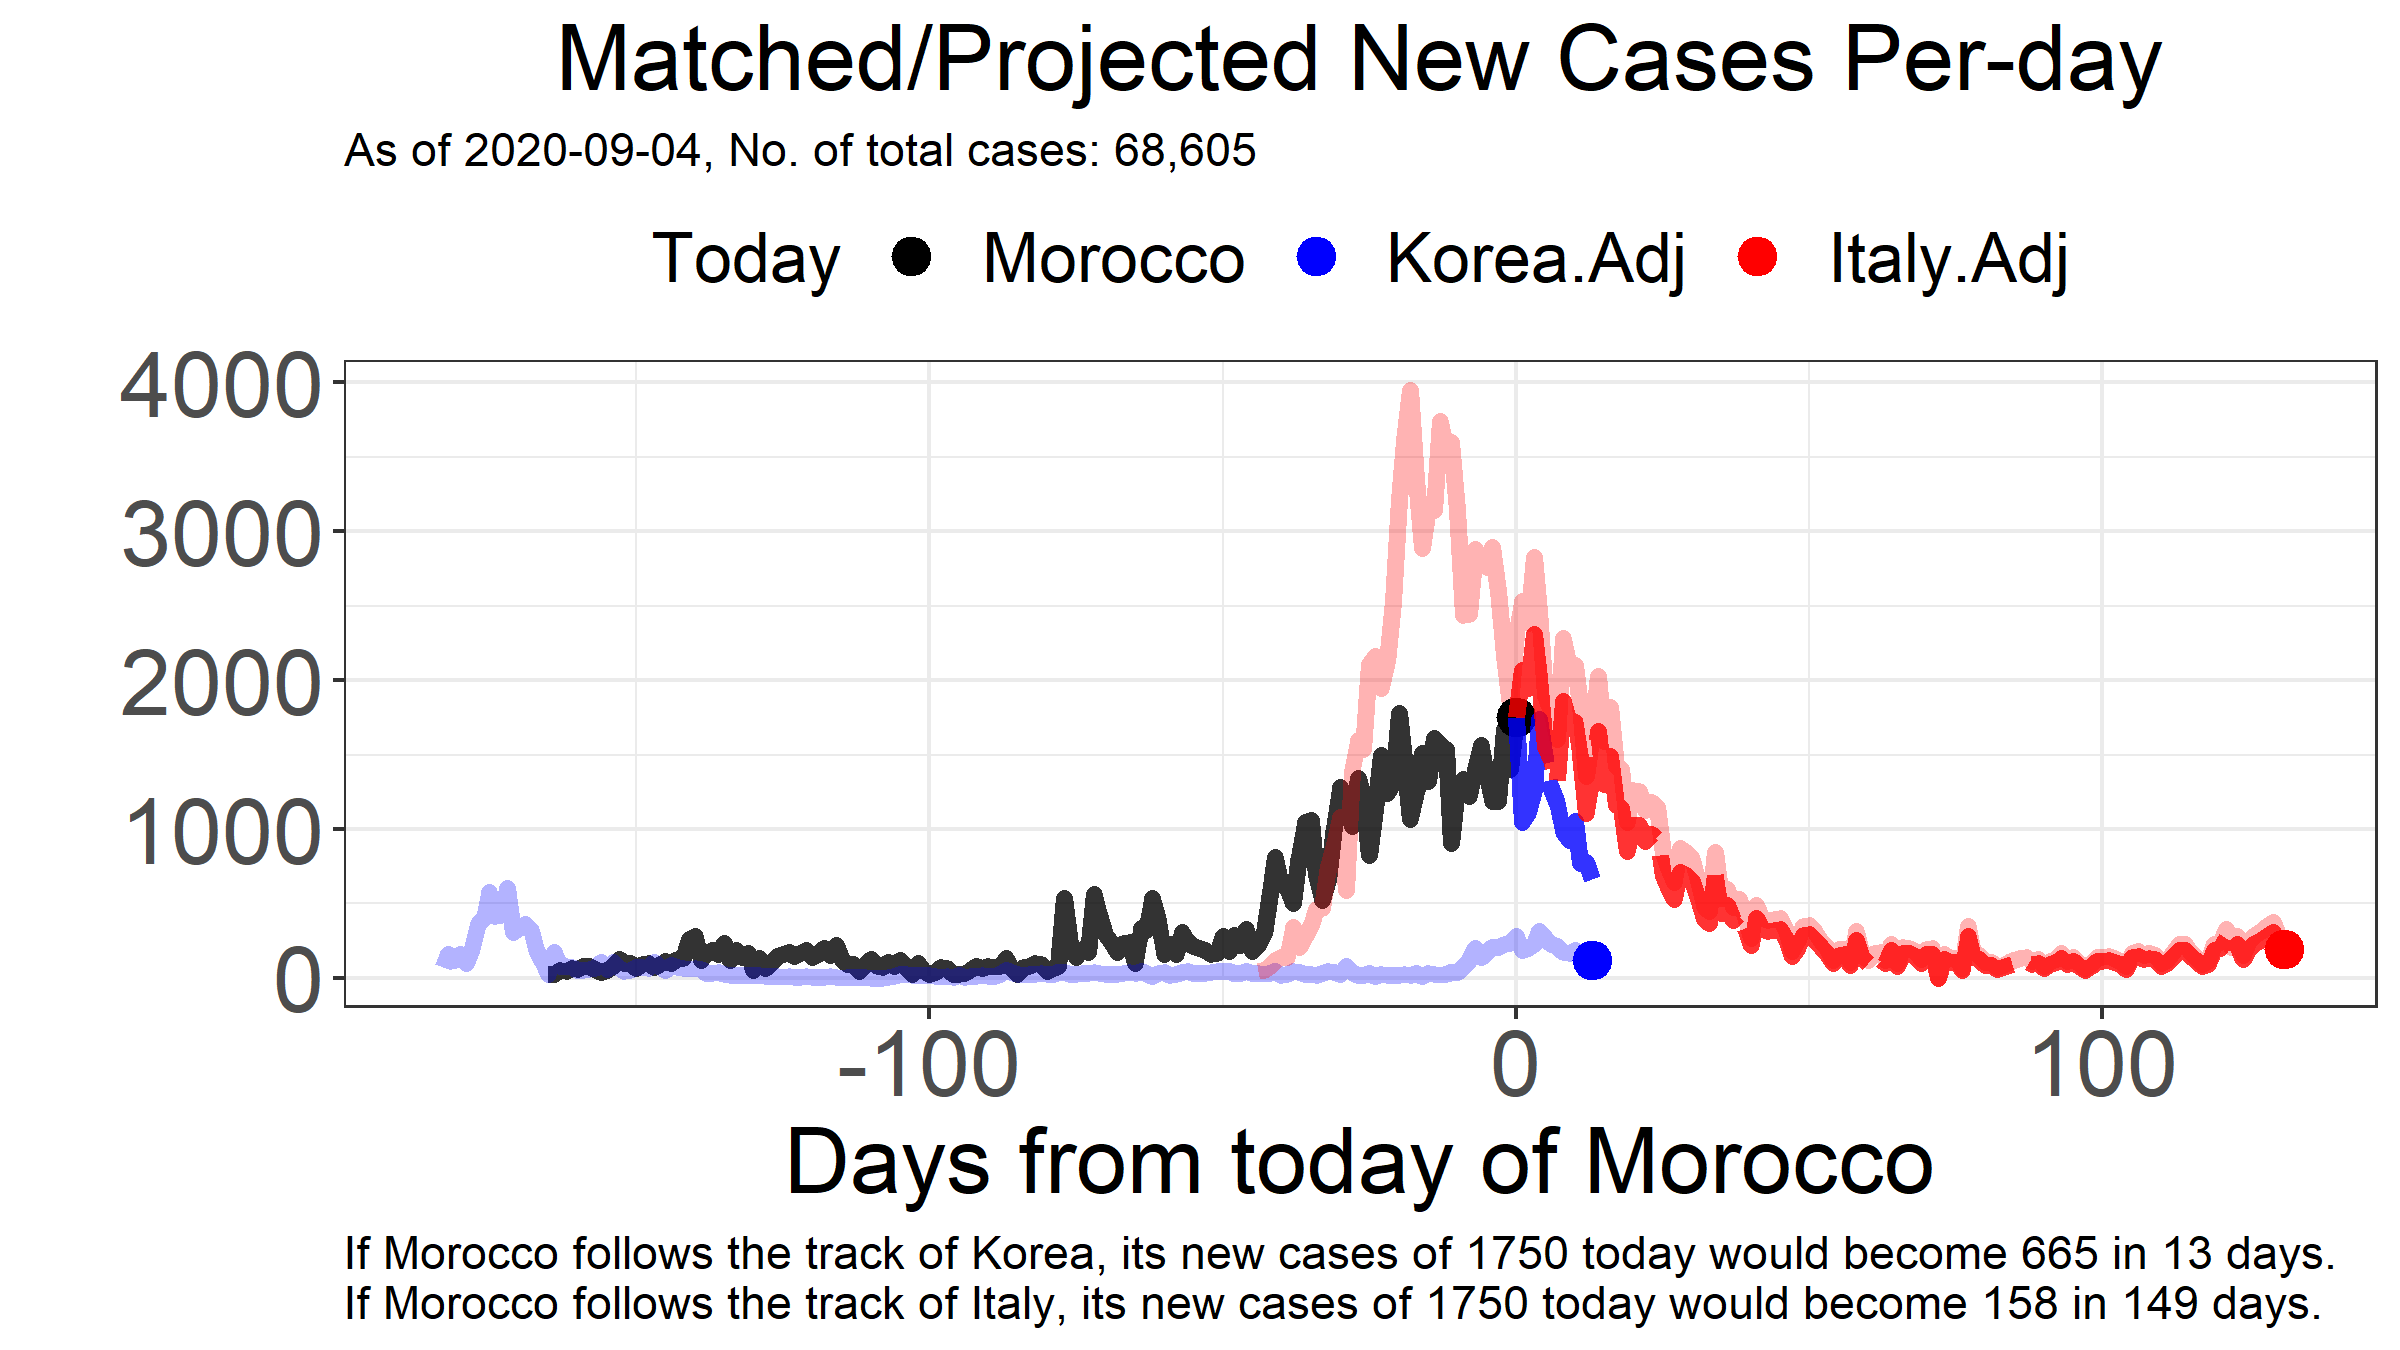 Matched/Projected New Cases Per-day
As of 2020-09-04, No. of total cases: 68,605
Today Morocco Korea.Adj Italy.Adj
4000
3000
2000
1000
0
-100 0 100
Days from today of Morocco
If Morocco follows the track of Korea, its new cases of 1750 today would become 665 in 13 days.
If Morocco follows the track of Italy, its new cases of 1750 today would become 158 in 149 days.